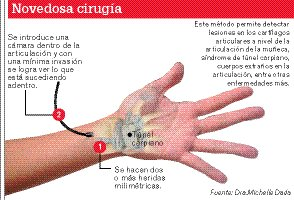 Novedosa cirugía
Se introduce una
cámara dentro de la
articulación y con
una mínima invasión
se logra ver lo que
está sucediendo
adentro.
Este método permite detectar
lesiones en los cartílagos
articulares a nivel de la
articulación de la muñeca,
síndrome de túnel carpiano,
cuerpos extraños en la
articulación, entre otras
enfermedades más.
2
1
Túnel
carpiano
Se hacen dos
o más heridas
milimétricas.
Fuente: Dra.Michelle Dada